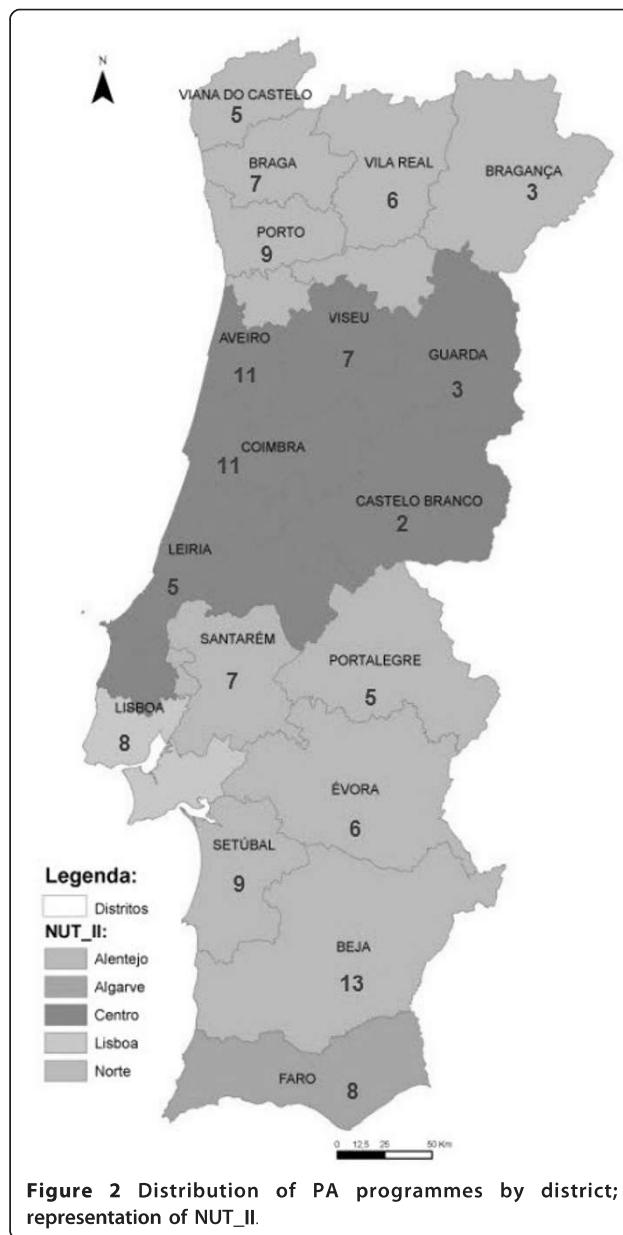 N
VIANA DO CASTELO
5
BRAGA
7
VILA REAL
6
BRAGANÇA
3
PORTO
9
AVEIRO
11
VISEU
7
GUARDA
3
COIMBRA
11
CASTELO BRANCO
2
LEIRIA
5
SANTARÉM
7
PORTALEGRE
5
LISBOA
8
ÉVORA
6
SETÚBAL
9
BEJA
13
FARO
8
Legenda:
Distritos
NUT_II:
Alentejo
Algarve
Centro
Lisboa
Norte
0 12,5 25 50 Km
Figure 2 Distribution of PA programmes by district;
representation of NUT_II.